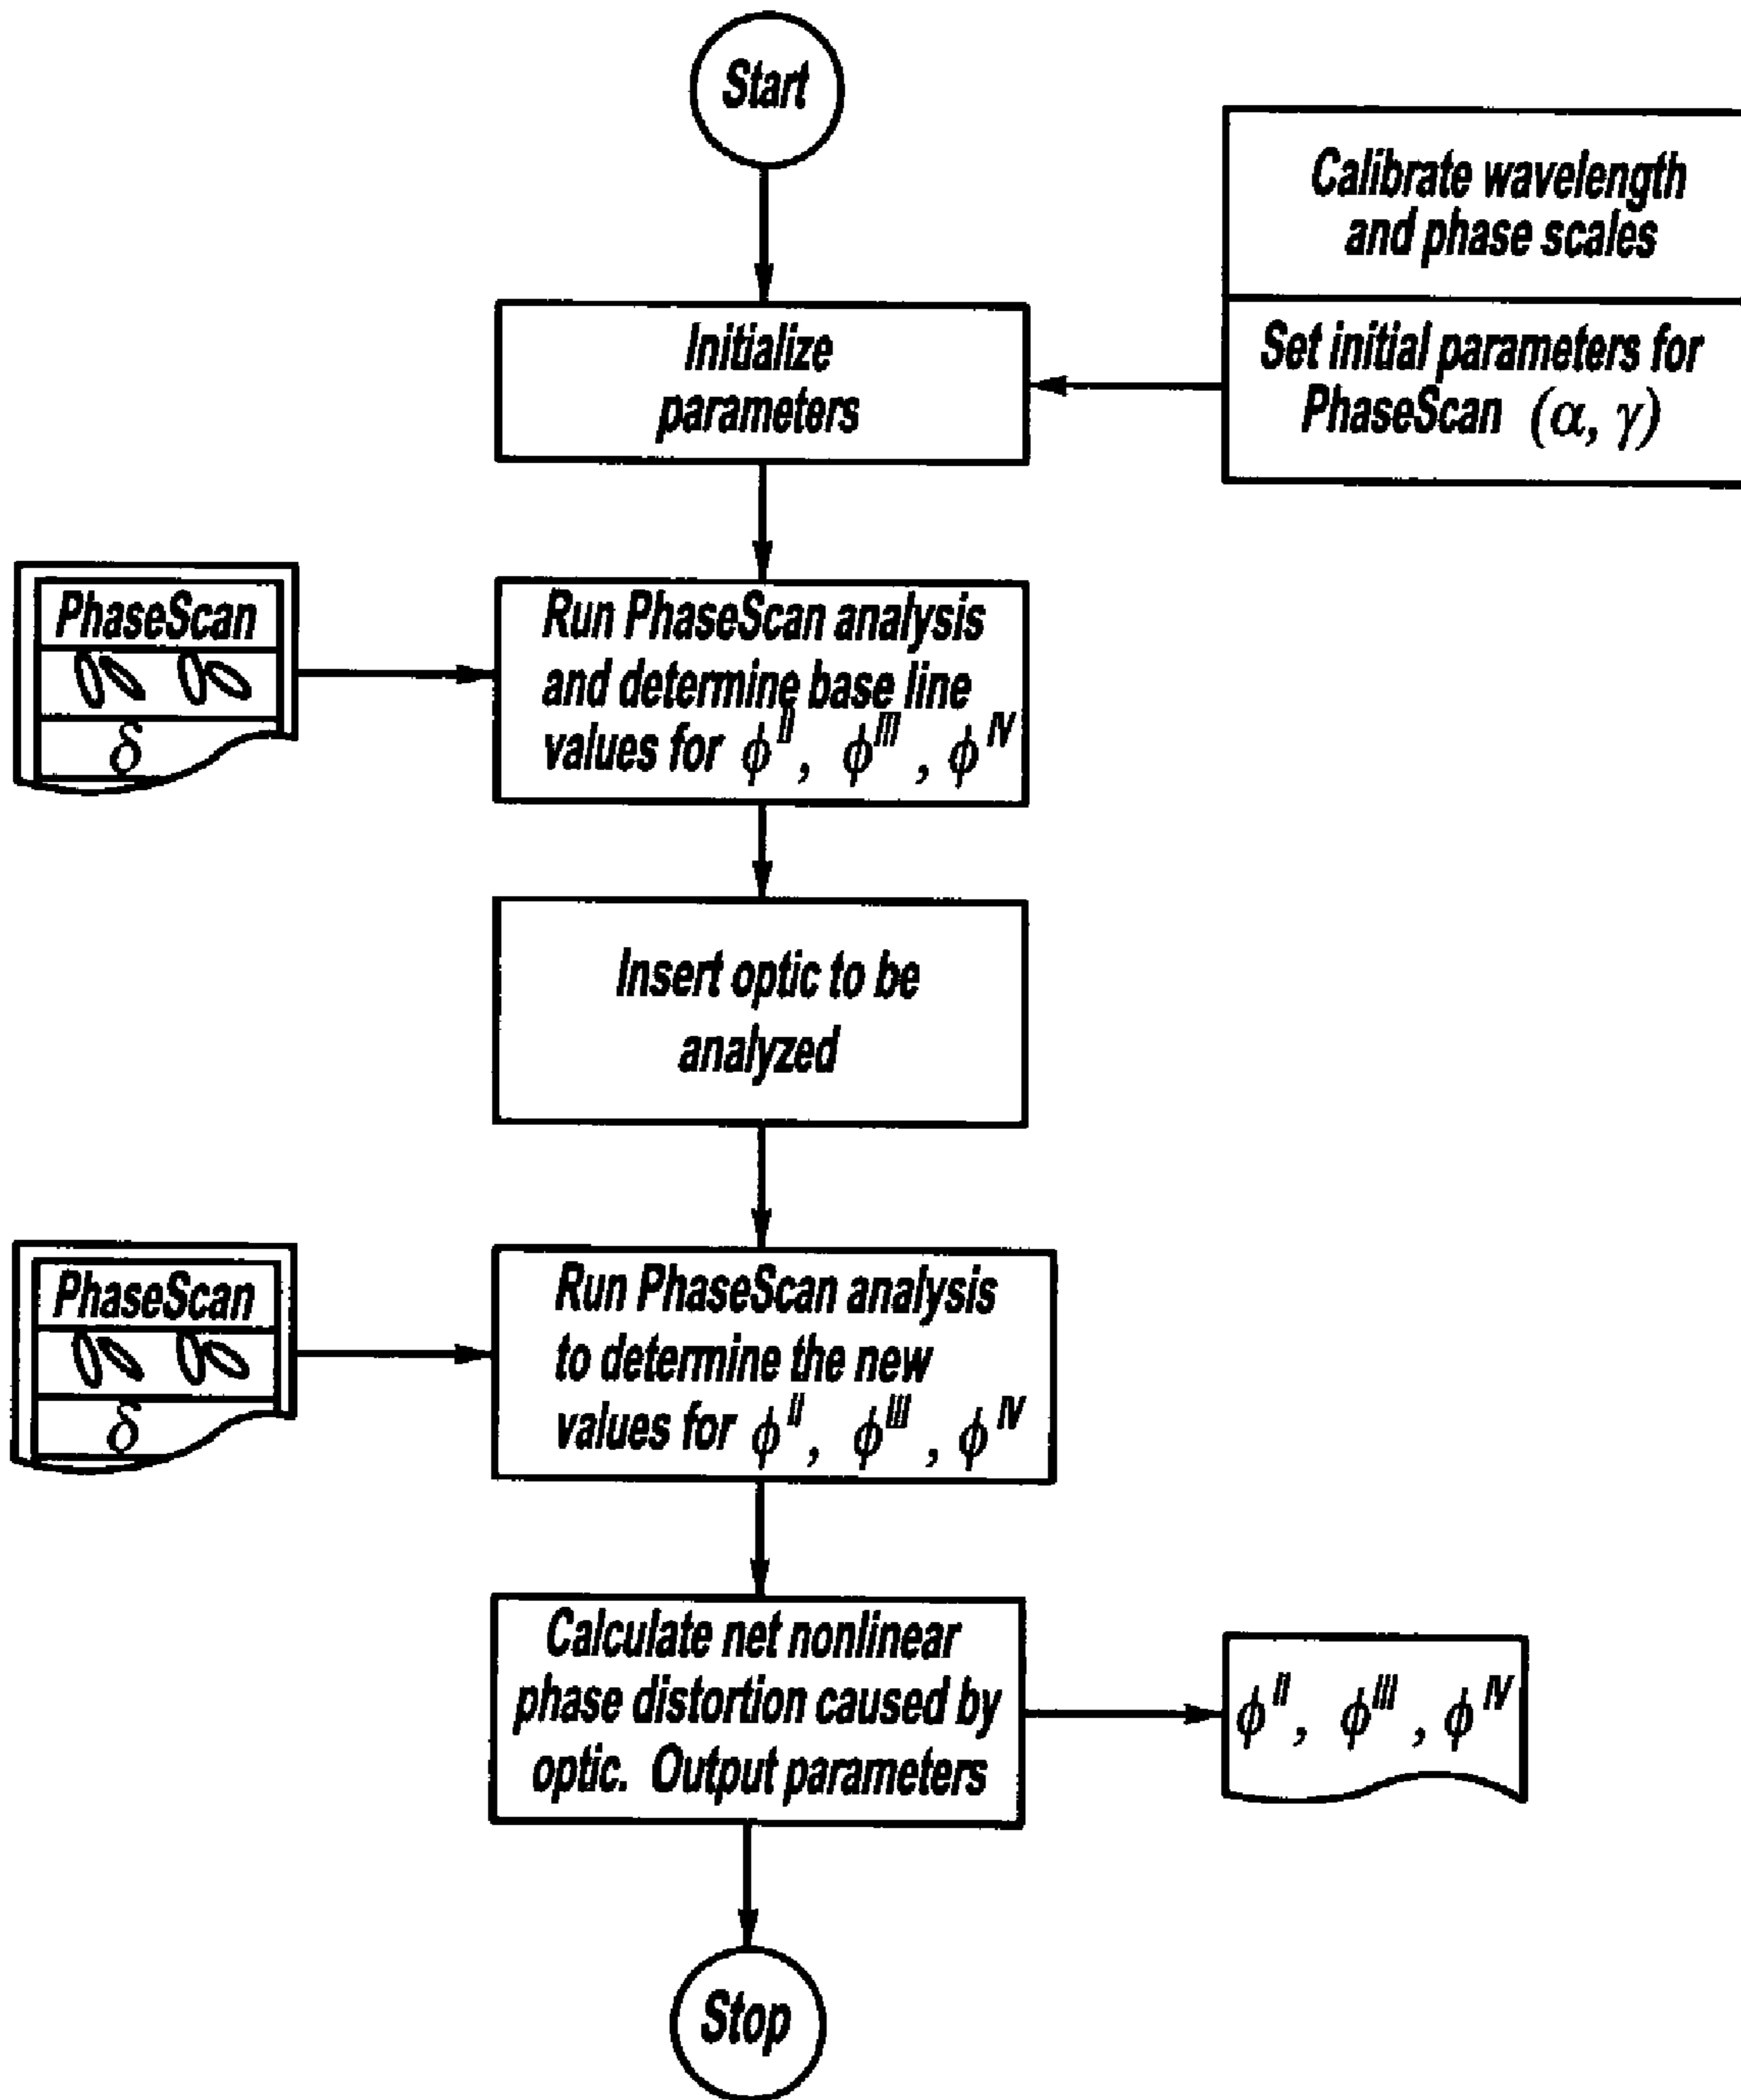 Start
Calibrate wavelength
and phase scales
Initialize
parameters
Set initial parameters for
PhaseScan (α, γ)
PhaseScan
δ
Run PhaseScan analysis
and determine base line
values for ϕ^II, ϕ^III, ϕ^IV
Insert optic to be
analyzed
PhaseScan
δ
Run PhaseScan analysis
to determine the new
values for ϕ^II, ϕ^III, ϕ^IV
Calculate net nonlinear
phase distortion caused by
optic. Output parameters
ϕ^II, ϕ^III, ϕ^IV
Stop